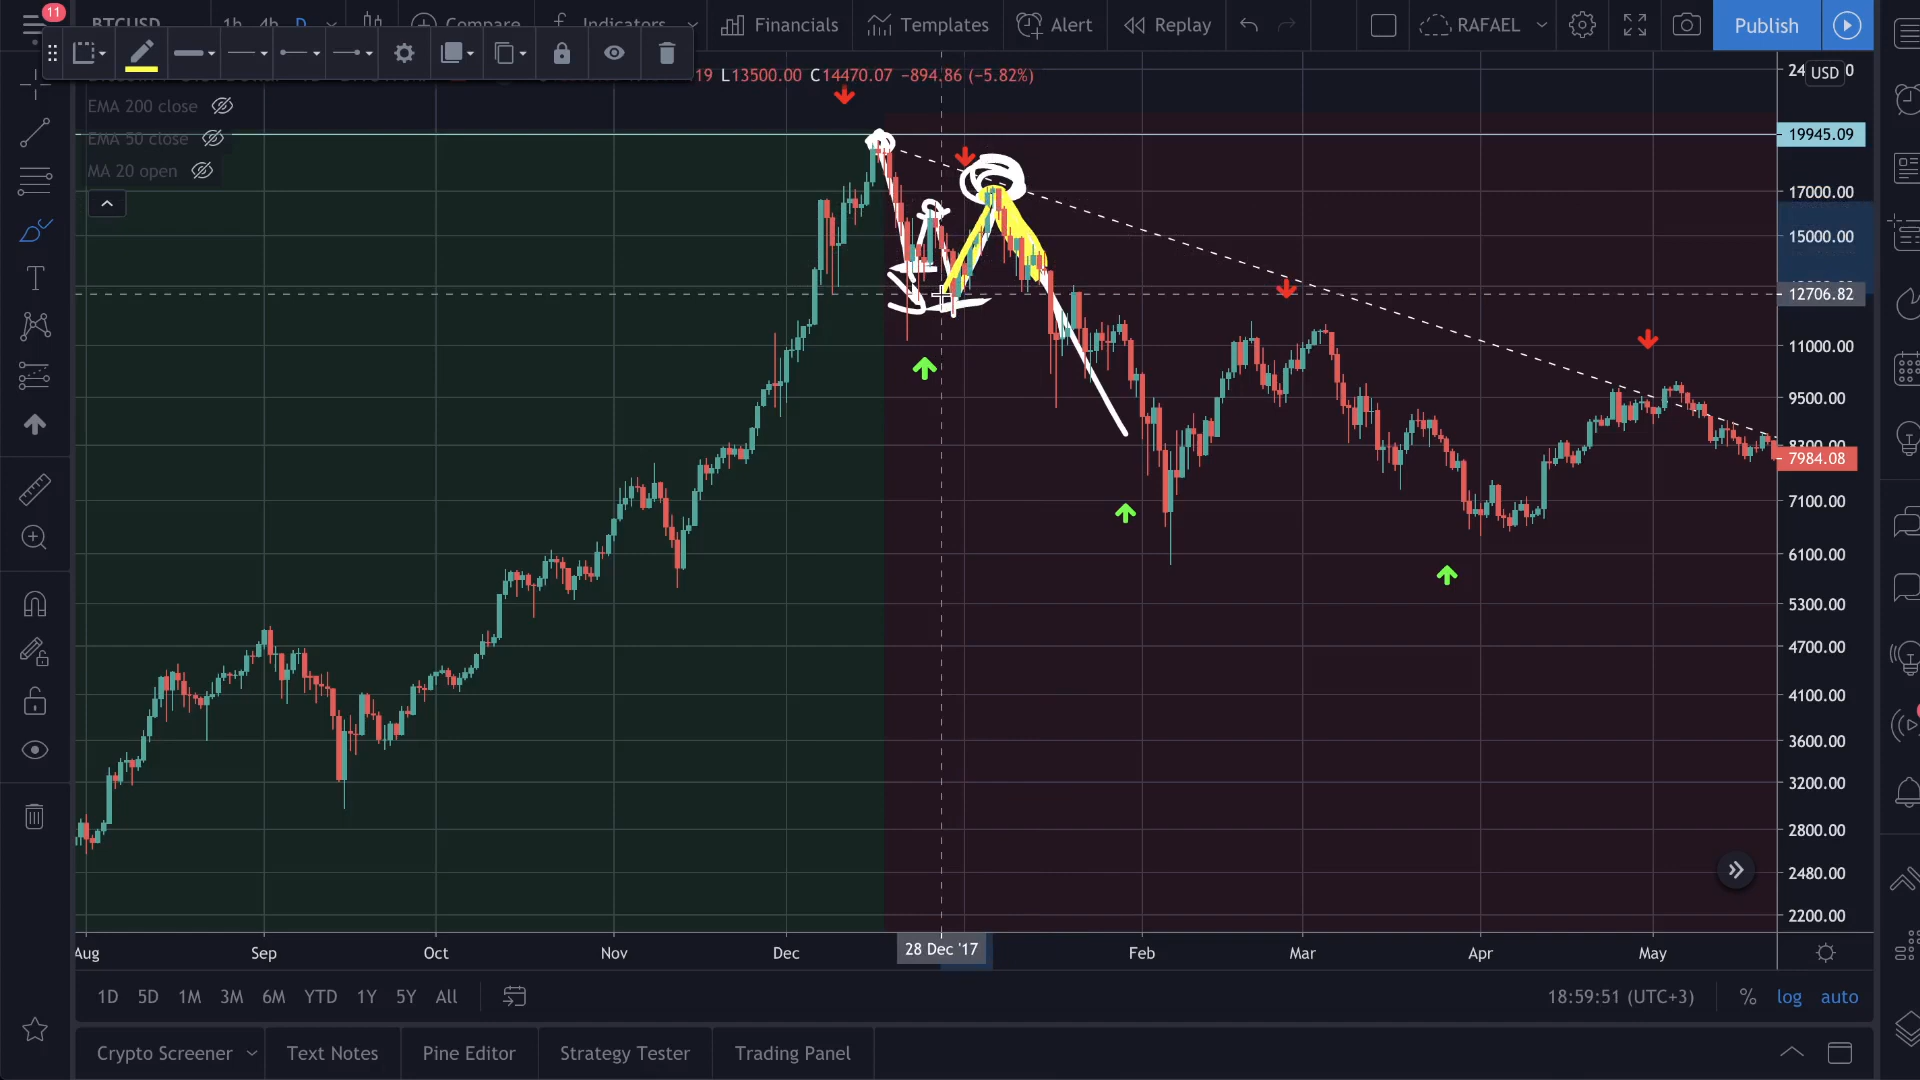 11
BTCUSD 1h 4h D Compare Indicators Financials Templates Alert Replay RAFAEL Publish
19 L13500.00 C14470.07 −894.86 (−5.82%)
EMA 200 close
EMA 50 close
MA 20 open
USD
19945.09
17000.00
15000.00
12706.82
11000.00
9500.00
8300.00
7984.08
7100.00
6100.00
5300.00
4700.00
4100.00
3600.00
3200.00
2800.00
2480.00
2200.00
Aug Sep Oct Nov Dec 28 Dec '17 Feb Mar Apr May
1D 5D 1M 3M 6M YTD 1Y 5Y All 18:59:51 (UTC+3) % log auto
Crypto Screener Text Notes Pine Editor Strategy Tester Trading Panel